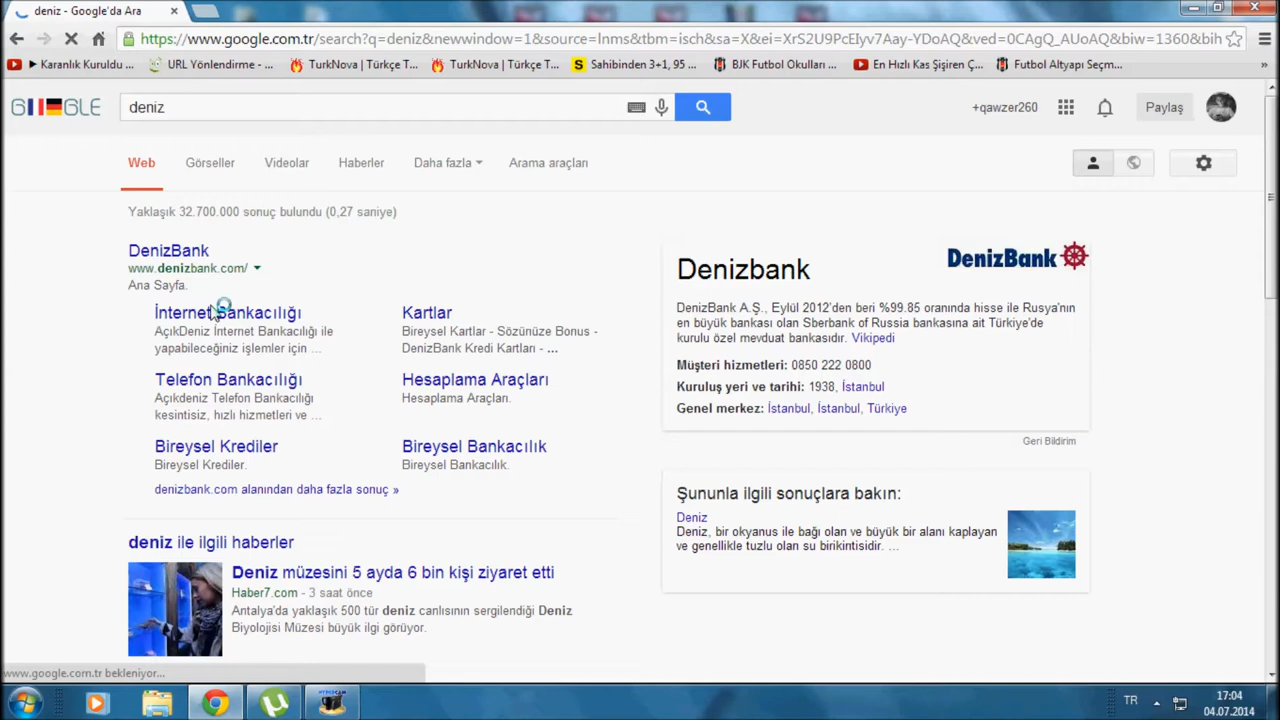 deniz - Google'da Ara
https://www.google.com.tr/search?q=deniz&newwindow=1&source=lnms&tbm=isch&sa=X&ei=XrS2U9PcEIyv7Aay-YDoAQ&ved=0CAgQ_AUoAQ&biw=1360&bih
Karanlık Kuruldu ... URL Yönlendirme - ... TurkNova | Türkçe T... TurkNova | Türkçe T... Sahibinden 3+1, 95 ... BJK Futbol Okulları ... En Hızlı Kas Şişiren Ç... Futbol Altyapı Seçm... »
GOOGLE deniz +qawzer260 Paylaş
Web Görseller Videolar Haberler Daha fazla Arama araçları
Yaklaşık 32.700.000 sonuç bulundu (0,27 saniye)
DenizBank
www.denizbank.com/
Ana Sayfa.
İnternet Bankacılığı
AçıkDeniz İnternet Bankacılığı ile
yapabileceğiniz işlemler için ...
Kartlar
Bireysel Kartlar - Sözünüze Bonus -
DenizBank Kredi Kartları - ...
Telefon Bankacılığı
Açıkdeniz Telefon Bankacılığı
kesintisiz, hızlı hizmetleri ve ...
Hesaplama Araçları
Hesaplama Araçları.
Bireysel Krediler
Bireysel Krediler.
Bireysel Bankacılık
Bireysel Bankacılık.
denizbank.com alanından daha fazla sonuç »
deniz ile ilgili haberler
Deniz müzesini 5 ayda 6 bin kişi ziyaret etti
Haber7.com - 3 saat önce
Antalya'da yaklaşık 500 tür deniz canlısının sergilendiği Deniz
Biyolojisi Müzesi büyük ilgi görüyor.
Denizbank
DenizBank
DenizBank A.Ş., Eylül 2012'den beri %99.85 oranında hisse ile Rusya'nın
en büyük bankası olan Sberbank of Russia bankasına ait Türkiye'de
kurulu özel mevduat bankasıdır. Vikipedi
Müşteri hizmetleri: 0850 222 0800
Kuruluş yeri ve tarihi: 1938, İstanbul
Genel merkez: İstanbul, İstanbul, Türkiye
Geri Bildirim
Şununla ilgili sonuçlara bakın:
Deniz
Deniz, bir okyanus ile bağı olan ve büyük bir alanı kaplayan
ve genellikle tuzlu olan su birikintisidir. ...
www.google.com.tr bekleniyor...
TR
17:04
04.07.2014